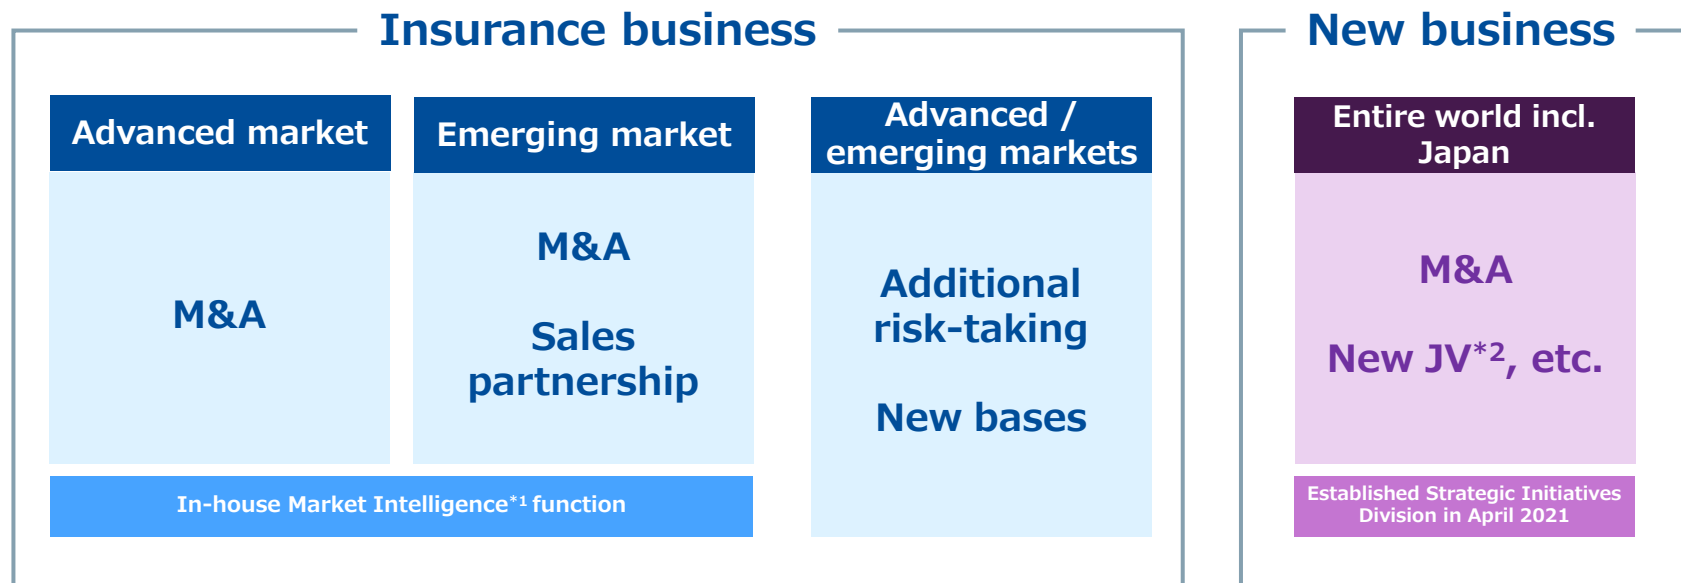 Insurance business
Advanced market
M&A
Emerging market
M&A
Sales
partnership
In-house Market Intelligence*1 function
Advanced /
emerging markets
Additional
risk-taking
New bases
New business
Entire world incl.
Japan
M&A
New JV*2, etc.
Established Strategic Initiatives
Division in April 2021